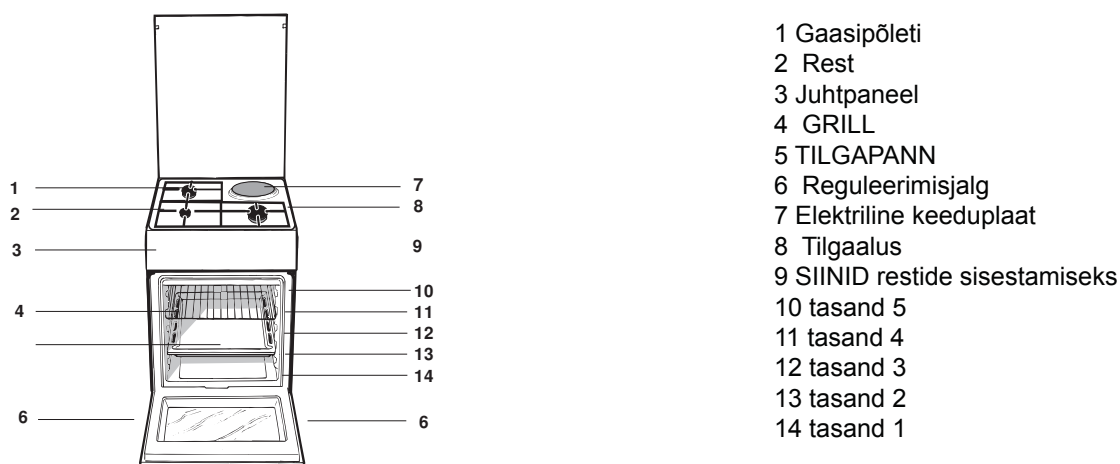 1
2
3
4
6
7
8
9
10
11
12
13
14
6
1 Gaasipõleti
2 Rest
3 Juhtpaneel
4 GRILL
5 TILGAPANN
6 Reguleerimisjalg
7 Elektriline keeduplaat
8 Tilgaalus
9 SIINID restide sisestamiseks
10 tasand 5
11 tasand 4
12 tasand 3
13 tasand 2
14 tasand 1